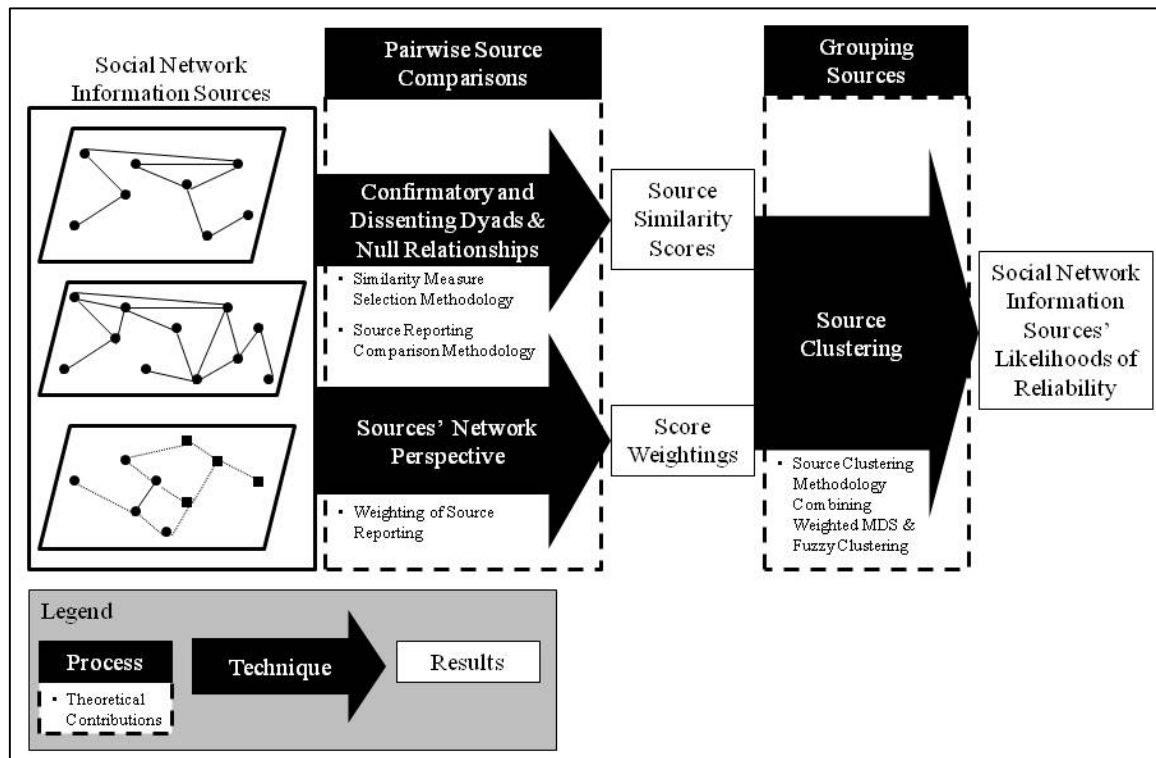 Social Network
Information Sources
Pairwise Source
Comparisons
Grouping
Sources
Confirmatory and
Dissenting Dyads &
Null Relationships
▪ Similarity Measure
Selection Methodology
▪ Source Reporting
Comparison Methodology
Source
Similarity
Scores
Sources' Network
Perspective
▪ Weighting of Source
Reporting
Score
Weightings
Source
Clustering
▪ Source Clustering
Methodology
Combining
Weighted MDS &
Fuzzy Clustering
Social Network
Information
Sources'
Likelihoods of
Reliability
Legend
Process
▪ Theoretical
Contributions
Technique
Results